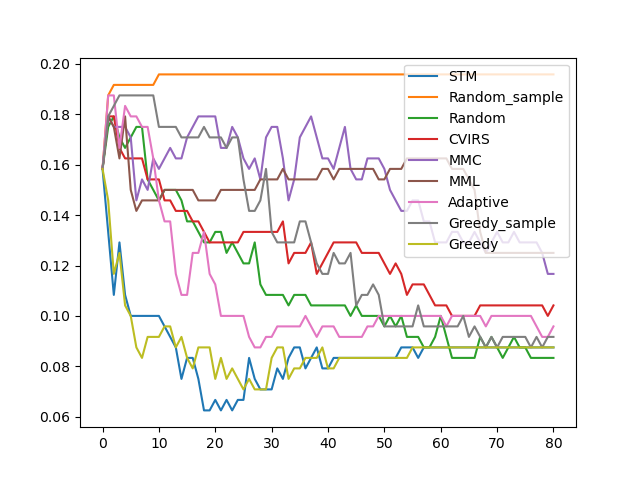 0.20
0.18
0.16
0.14
0.12
0.10
0.08
0.06
0 10 20 30 40 50 60 70 80
STM
Random_sample
Random
CVIRS
MMC
MML
Adaptive
Greedy_sample
Greedy